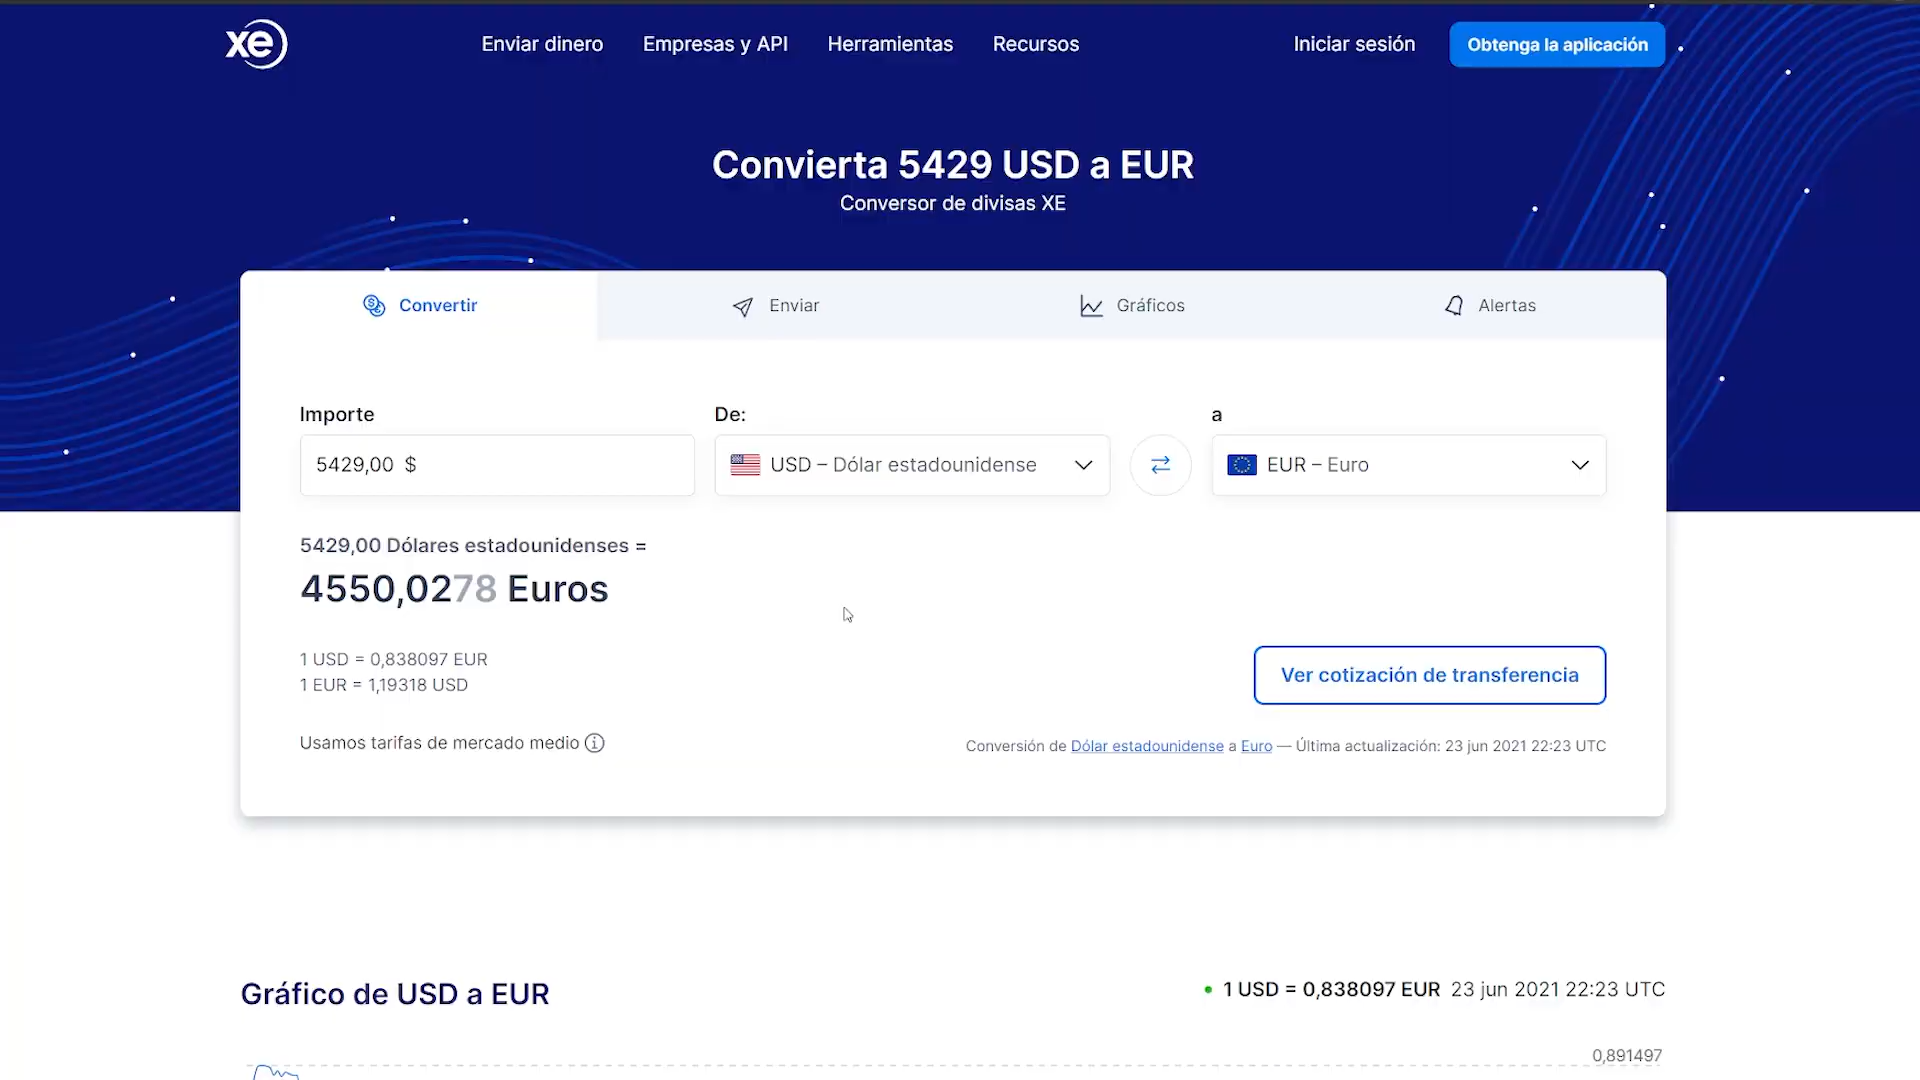 xe
Enviar dinero
Empresas y API
Herramientas
Recursos
Iniciar sesión
Obtenga la aplicación
Convierta 5429 USD a EUR
Conversor de divisas XE
Convertir
Enviar
Gráficos
Alertas
Importe
De:
a
5429,00 $
USD – Dólar estadounidense
EUR – Euro
5429,00 Dólares estadounidenses =
4550,0278 Euros
1 USD = 0,838097 EUR
1 EUR = 1,19318 USD
Ver cotización de transferencia
Usamos tarifas de mercado medio
Conversión de Dólar estadounidense a Euro — Última actualización: 23 jun 2021 22:23 UTC
Gráfico de USD a EUR
1 USD = 0,838097 EUR 23 jun 2021 22:23 UTC
0,891497